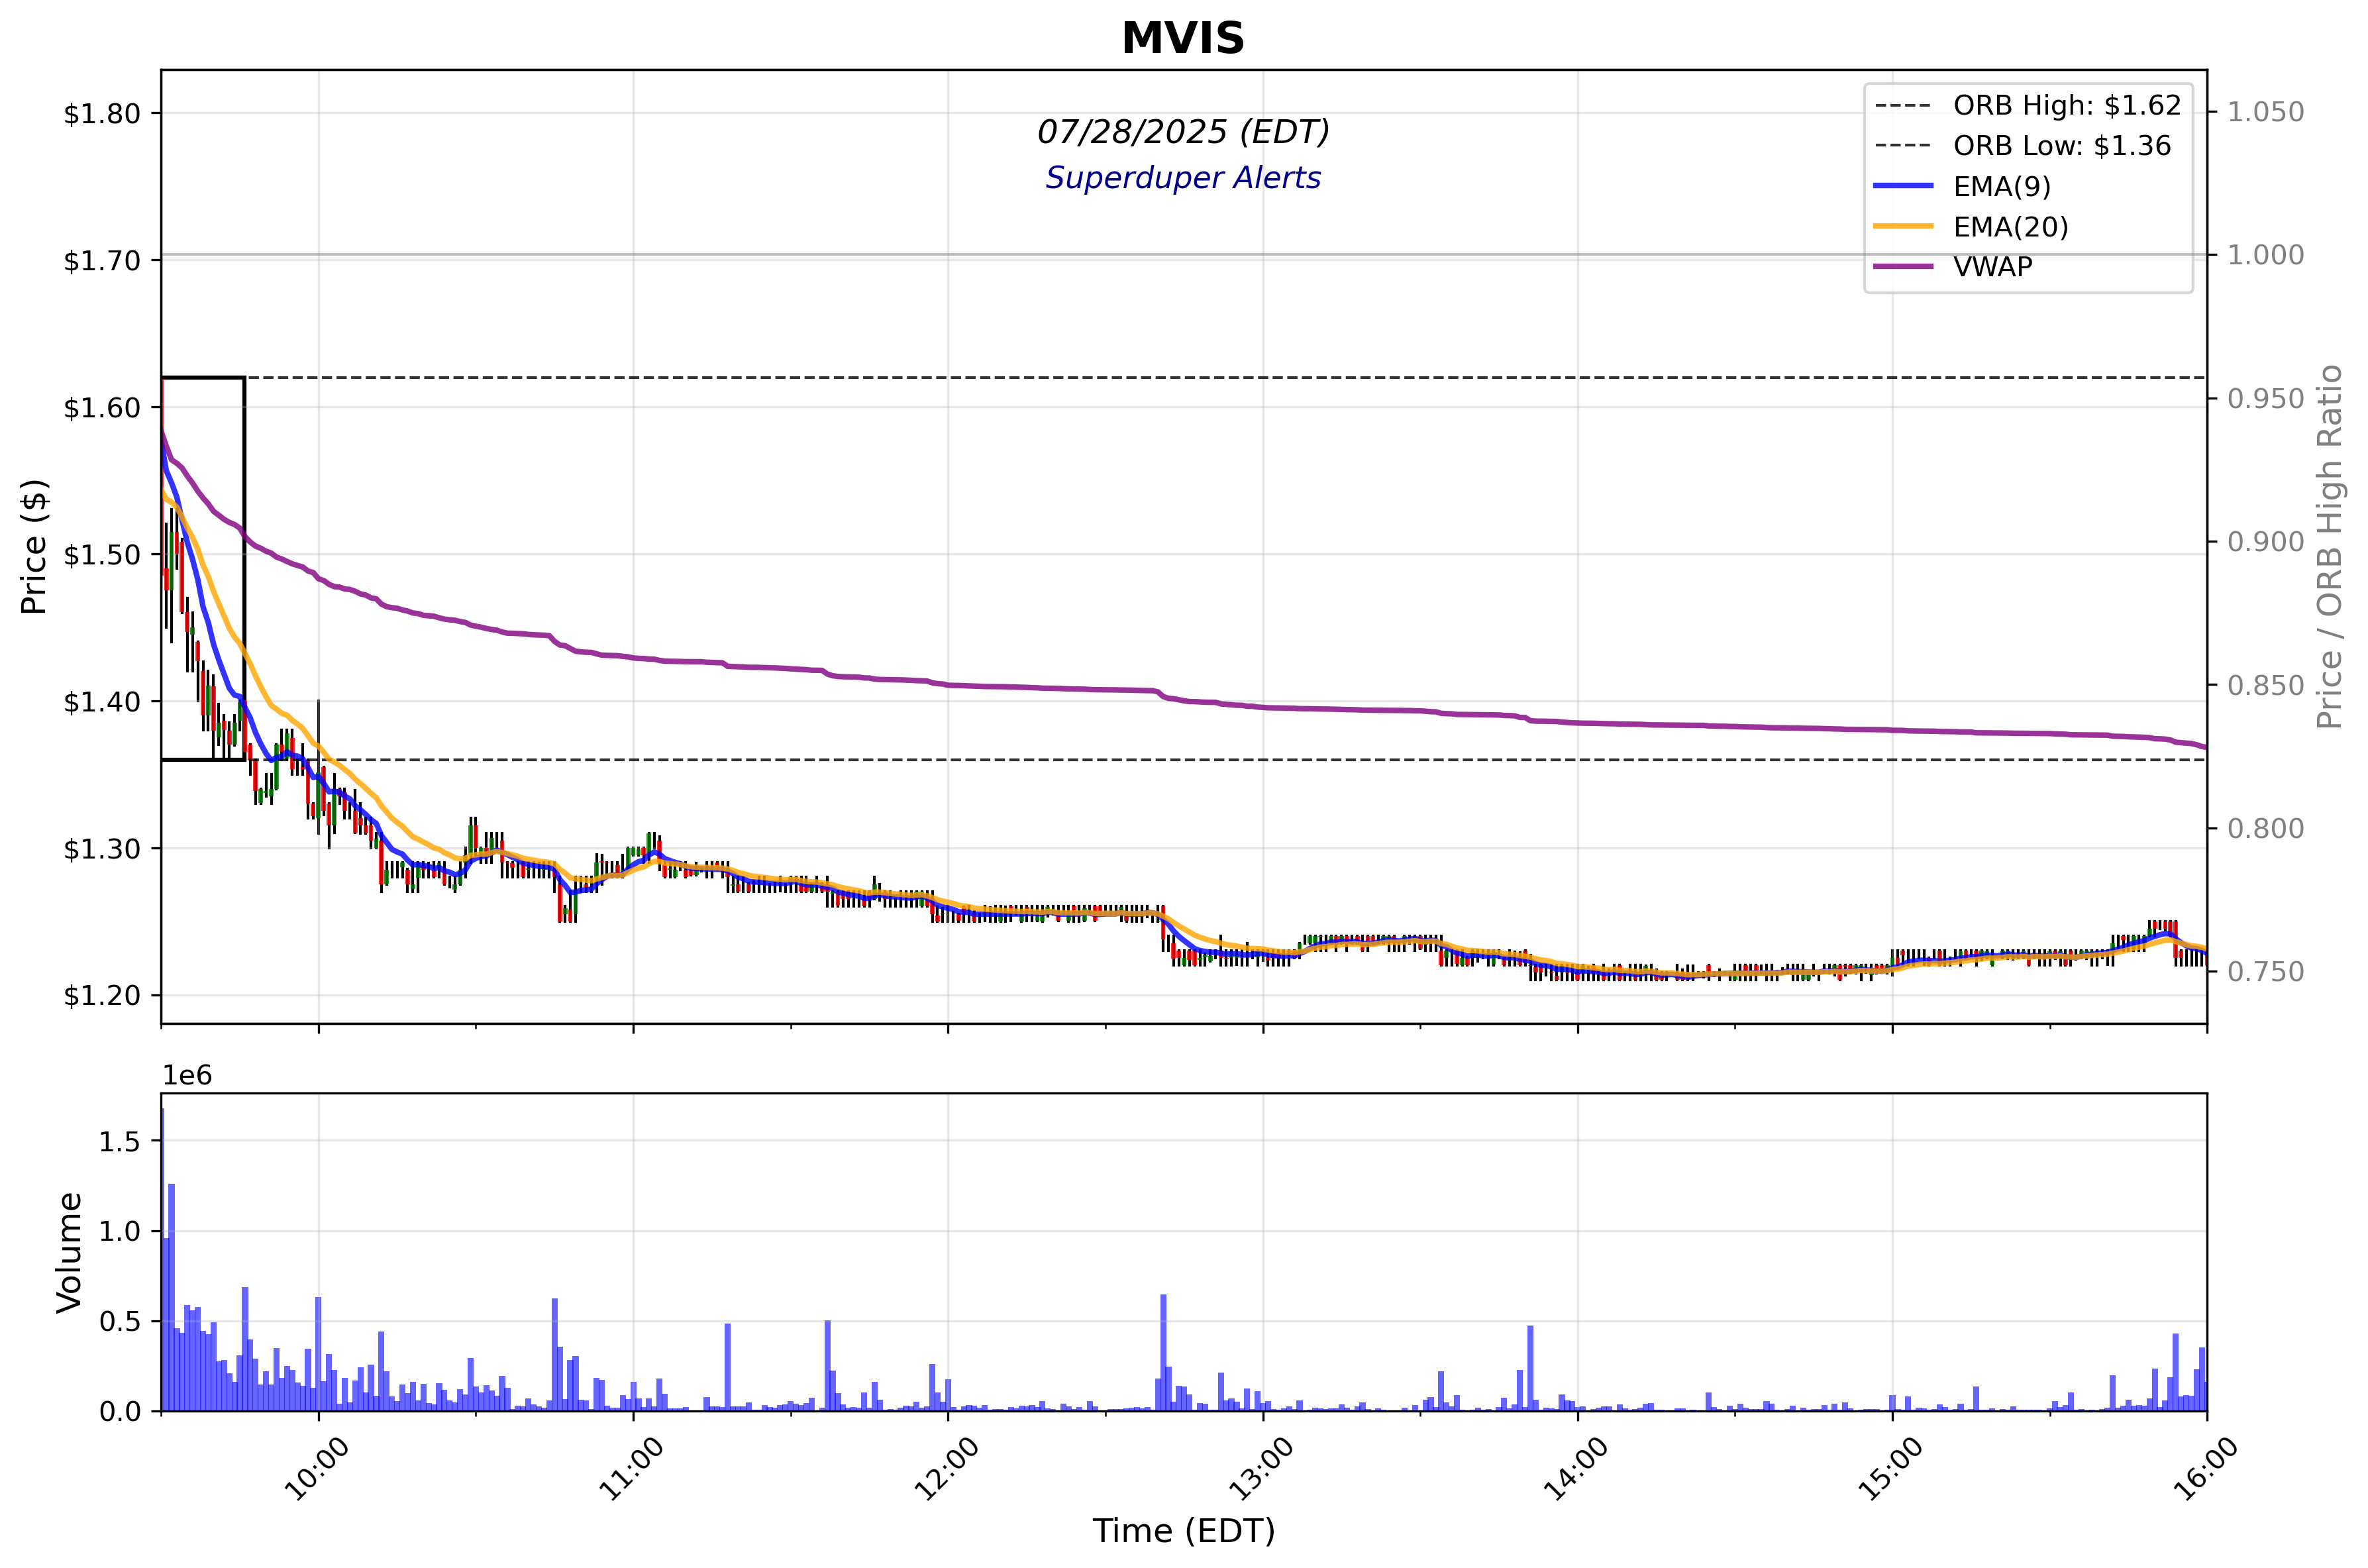 MVIS
07/28/2025 (EDT)
Superduper Alerts
ORB High: $1.62
ORB Low: $1.36
EMA(9)
EMA(20)
VWAP
Price ($)
$1.80
$1.70
$1.60
$1.50
$1.40
$1.30
$1.20
1.050
1.000
0.950
0.900
0.850
0.800
0.750
Price / ORB High Ratio
1e6
Volume
1.5
1.0
0.5
0.0
10:00
11:00
12:00
13:00
14:00
15:00
16:00
Time (EDT)